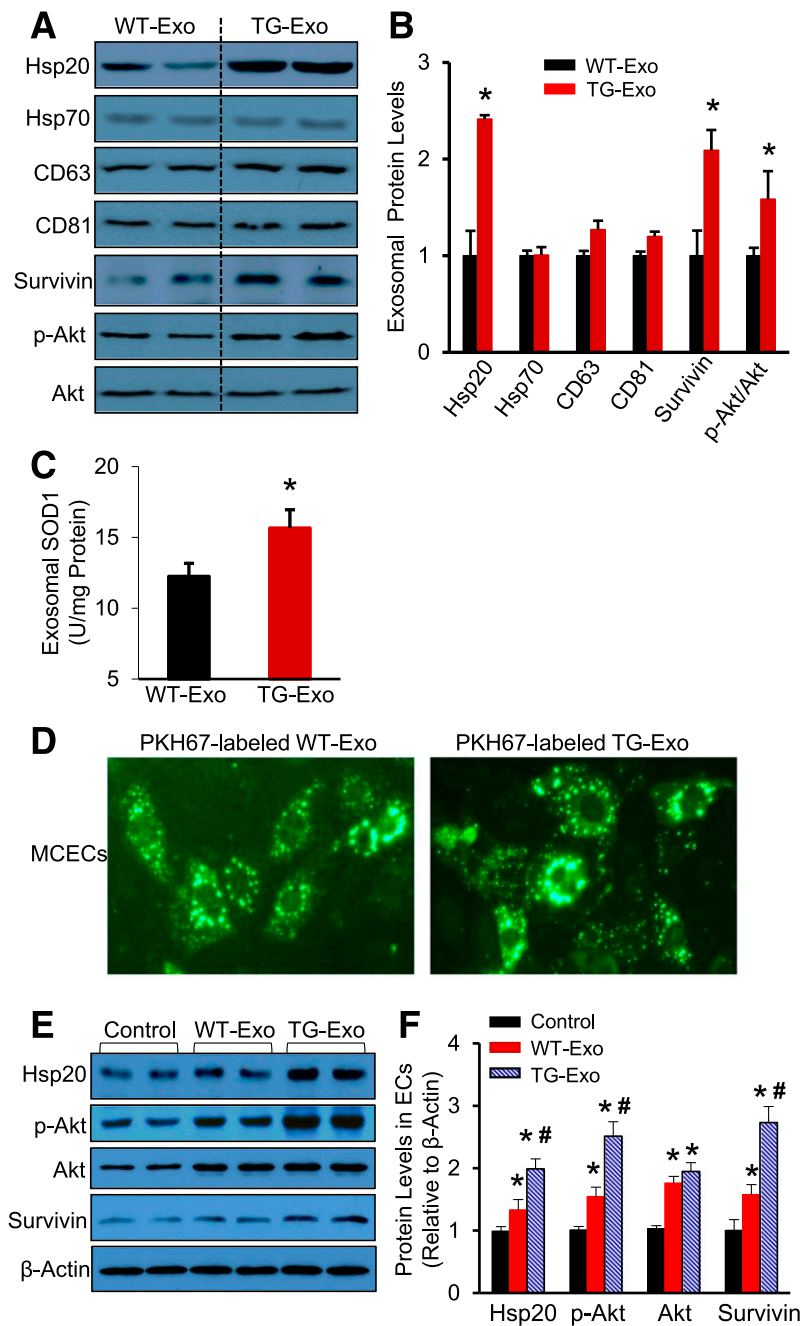 A
WT-Exo TG-Exo
Hsp20
Hsp70
CD63
CD81
Survivin
p-Akt
Akt
B
WT-Exo
TG-Exo
Exosomal Protein Levels
3
2
1
0
*
*
*
Hsp20
Hsp70
CD63
CD81
Survivin
p-Akt/Akt
C
Exosomal SOD1
(U/mg Protein)
20
15
10
5
*
WT-Exo TG-Exo
D
PKH67-labeled WT-Exo PKH67-labeled TG-Exo
MCECs
E
Control WT-Exo TG-Exo
Hsp20
p-Akt
Akt
Survivin
β-Actin
F
Control
WT-Exo
TG-Exo
Protein Levels in ECs
(Relative to β-Actin)
4
3
2
1
0
* * #
* * #
* *
* * #
Hsp20 p-Akt Akt Survivin